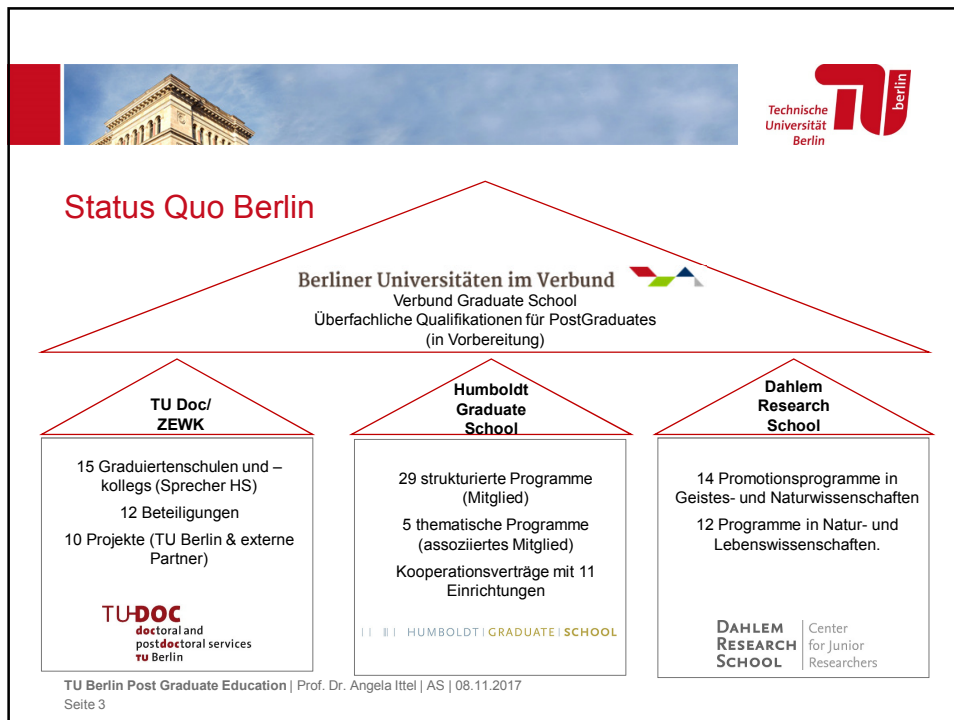 Technische
Universität
Berlin
berlin
Status Quo Berlin
Berliner Universitäten im Verbund
Verbund Graduate School
Überfachliche Qualifikationen für PostGraduates
(in Vorbereitung)
TU Doc/
ZEWK
15 Graduiertenschulen und –
kollegs (Sprecher HS)
12 Beteiligungen
10 Projekte (TU Berlin & externe
Partner)
TU-DOC
doctoral and
postdoctoral services
TU Berlin
Humboldt
Graduate
School
29 strukturierte Programme
(Mitglied)
5 thematische Programme
(assoziiertes Mitglied)
Kooperationsverträge mit 11
Einrichtungen
HUMBOLDT | GRADUATE | SCHOOL
Dahlem
Research
School
14 Promotionsprogramme in
Geistes- und Naturwissenschaften
12 Programme in Natur- und
Lebenswissenschaften.
DAHLEM
RESEARCH
SCHOOL
Center
for Junior
Researchers
TU Berlin Post Graduate Education | Prof. Dr. Angela Ittel | AS | 08.11.2017
Seite 3